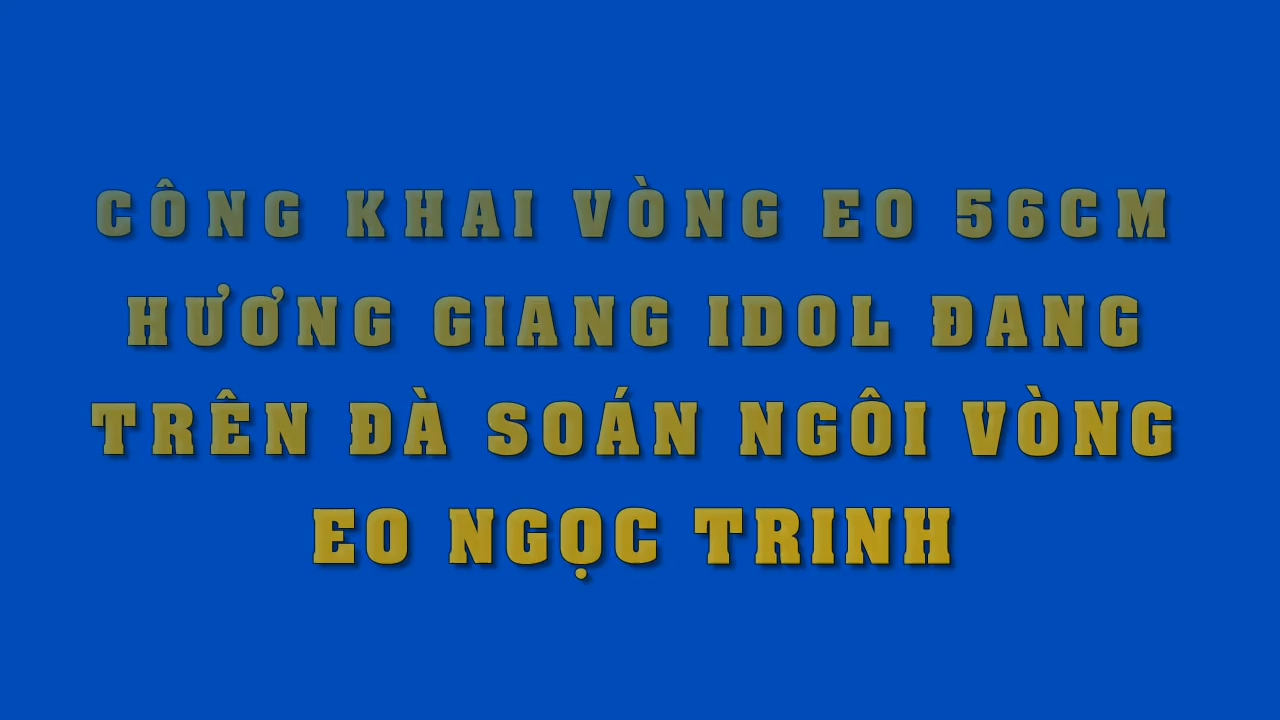 CÔNG KHAI VÒNG EO 56CM
HƯƠNG GIANG IDOL ĐANG
TRÊN ĐÀ SOÁN NGÔI VÒNG
EO NGỌC TRINH